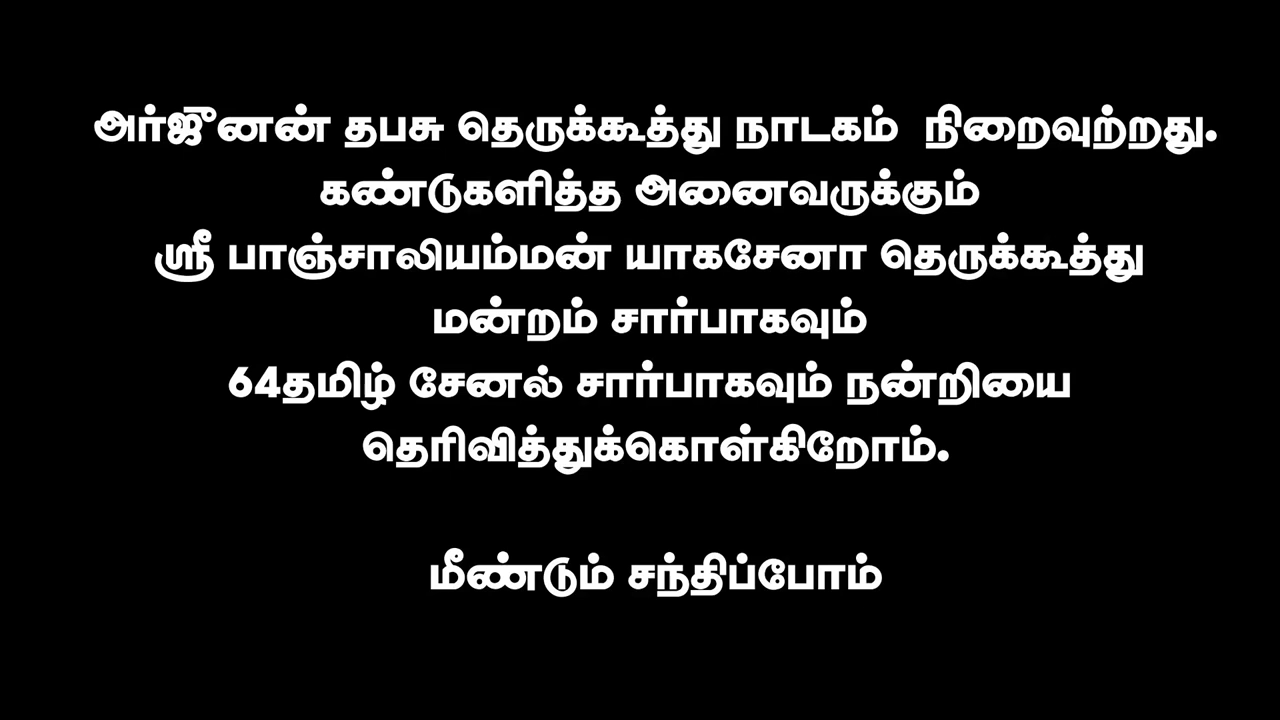 அர்ஜூனன் தபசு தெருக்கூத்து நாடகம் நிறைவுற்றது.
கண்டுகளித்த அனைவருக்கும்
ஸ்ரீ பாஞ்சாலியம்மன் யாகசேனா தெருக்கூத்து
மன்றம் சார்பாகவும்
64தமிழ் சேனல் சார்பாகவும் நன்றியை
தெரிவித்துக்கொள்கிறோம்.
மீண்டும் சந்திப்போம்